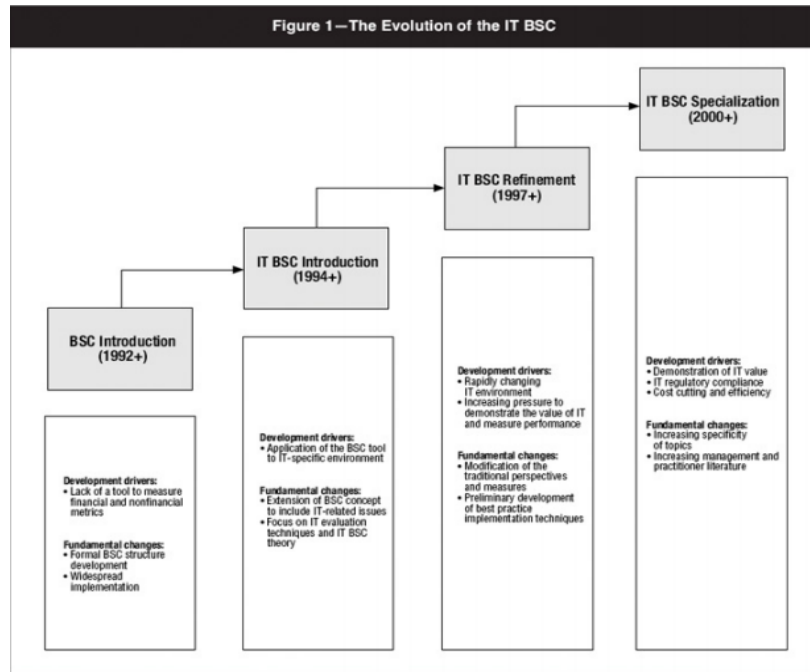 Figure 1—The Evolution of the IT BSC
IT BSC Specialization
(2000+)
IT BSC Refinement
(1997+)
IT BSC Introduction
(1994+)
BSC Introduction
(1992+)
Development drivers:
• Lack of a tool to measure
financial and nonfinancial
metrics
Fundamental changes:
• Formal BSC structure
development
• Widespread
implementation
Development drivers:
• Application of the BSC tool
to IT-specific environment
Fundamental changes:
• Extension of BSC concept
to include IT-related issues
• Focus on IT evaluation
techniques and IT BSC
theory
Development drivers:
• Rapidly changing
IT environment
• Increasing pressure to
demonstrate the value of IT
and measure performance
Fundamental changes:
• Modification of the
traditional perspectives
and measures
• Preliminary development
of best practice
implementation techniques
Development drivers:
• Demonstration of IT value
• IT regulatory compliance
• Cost cutting and efficiency
Fundamental changes:
• Increasing specificity
of topics
• Increasing management and
practitioner literature